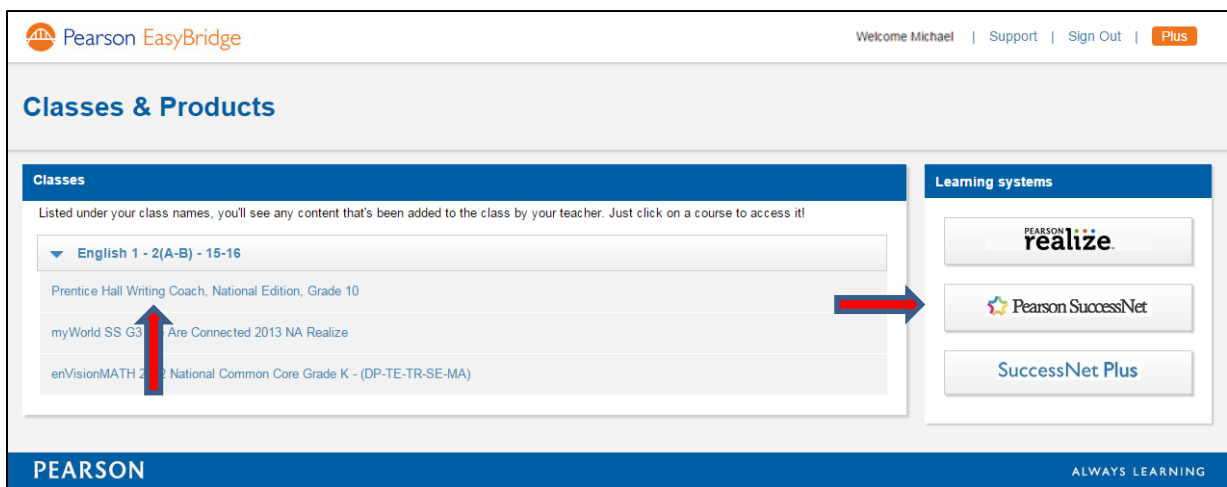 Pearson EasyBridge
Welcome Michael | Support | Sign Out | Plus
Classes & Products
Classes
Listed under your class names, you'll see any content that's been added to the class by your teacher. Just click on a course to access it!
English 1 - 2(A-B) - 15-16
Prentice Hall Writing Coach, National Edition, Grade 10
myWorld SS G3 Are Connected 2013 NA Realize
enVisionMATH 2 2 National Common Core Grade K - (DP-TE-TR-SE-MA)
Learning systems
PEARSON
realize
Pearson SuccessNet
SuccessNet Plus
PEARSON
ALWAYS LEARNING